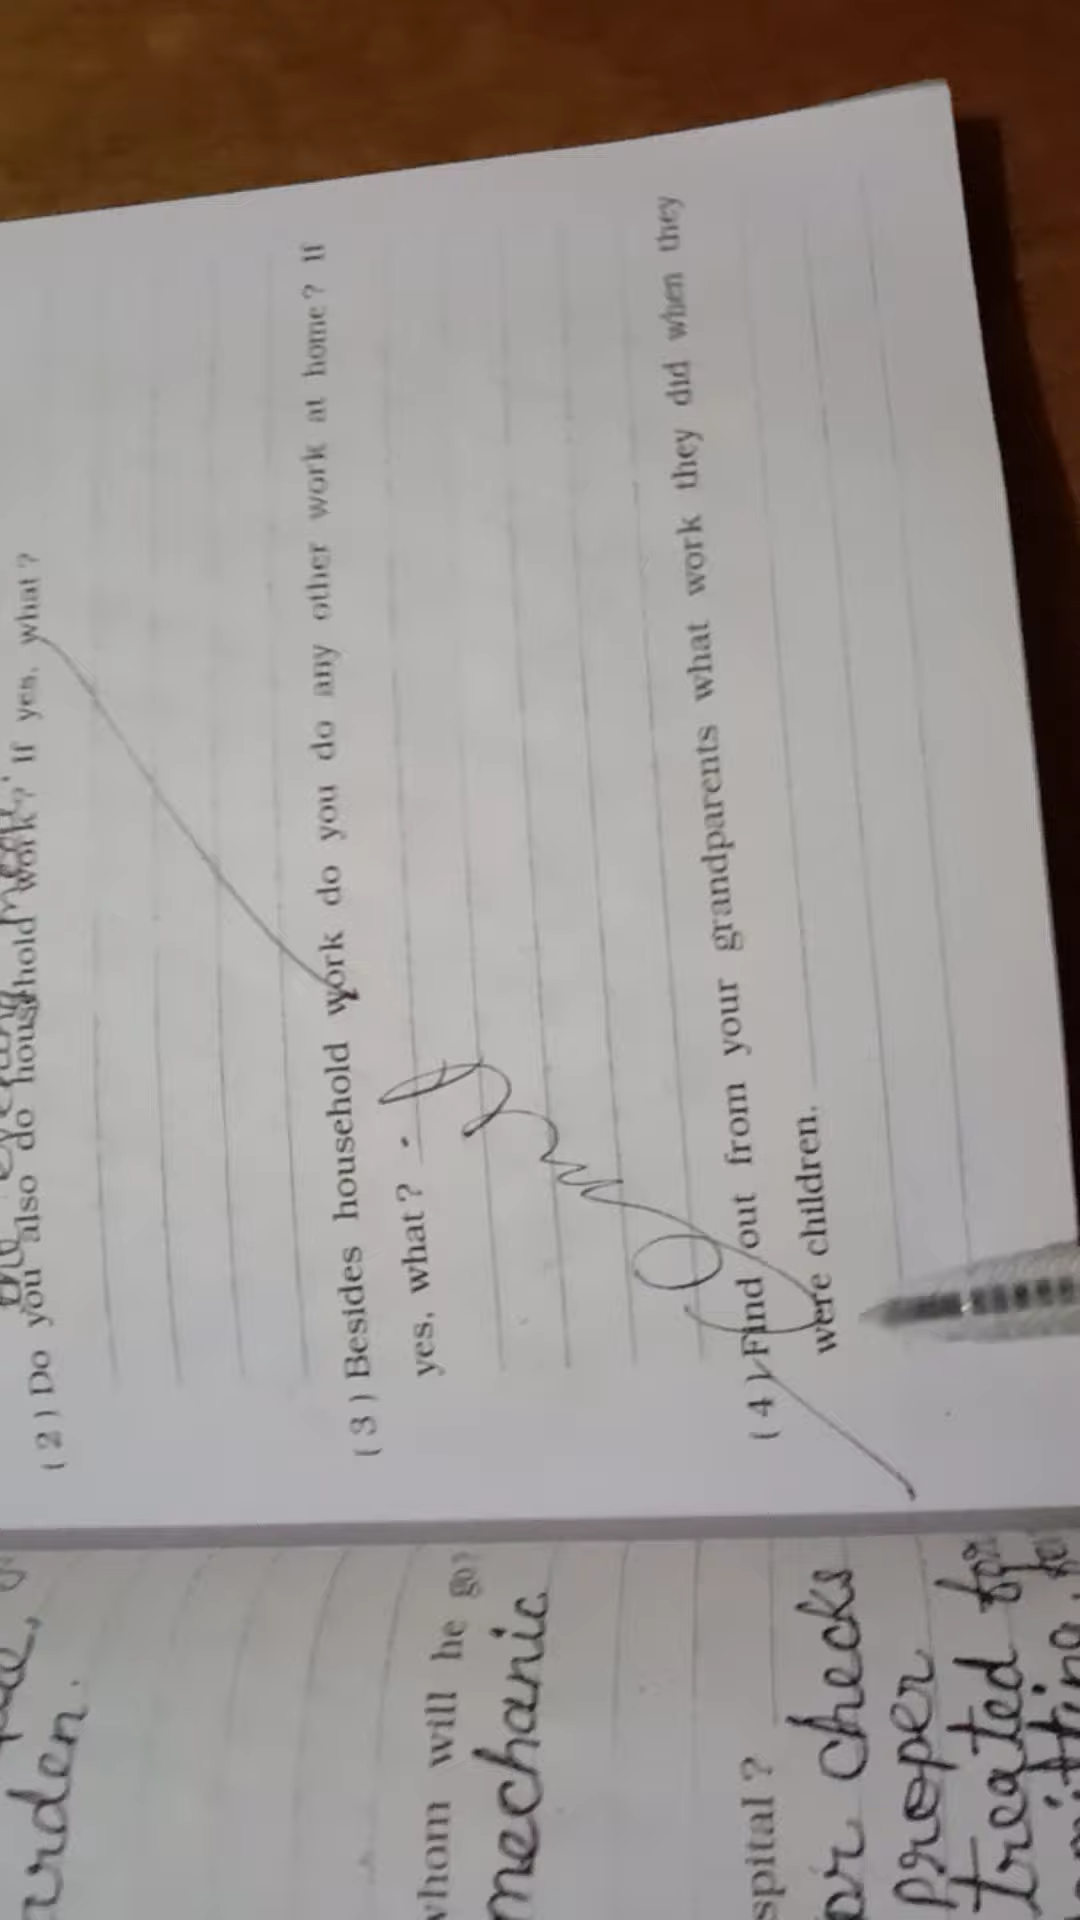 (2) Do you also do household work? If yes, what?
(3) Besides household work do you do any other work at home? If
yes, what?
(4) Find out from your grandparents what work they did when they
were children.
whom will he go?
mechanic
spital?
or checks
proper
treated for